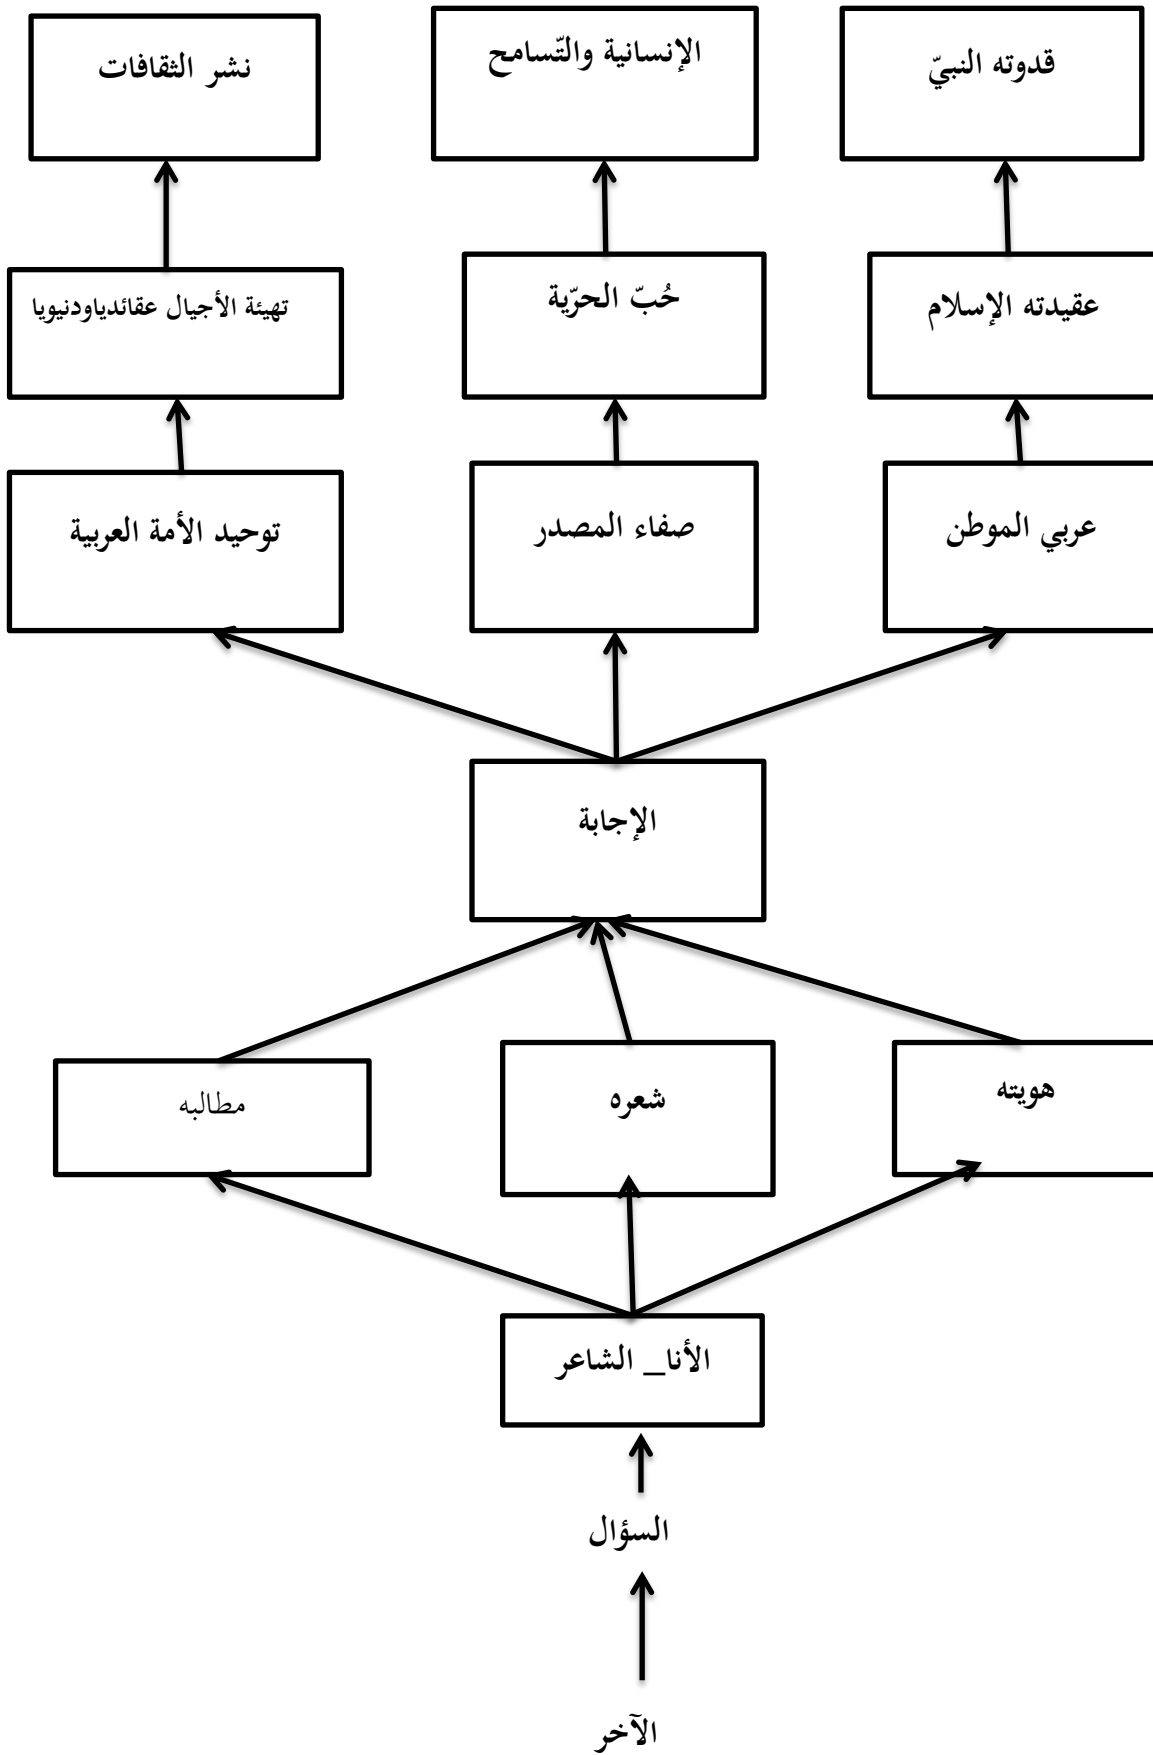 قدوته النبيّ
الإنسانية والتّسامح
نشر الثقافات
عقيدته الإسلام
حُبّ الحرّية
تهيئة الأجيال عقائدياودنيويا
عربي الموطن
صفاء المصدر
توحيد الأمة العربية
الإجابة
هويته
شعره
مطالبه
الأنا_ الشاعر
السؤال
الآخر